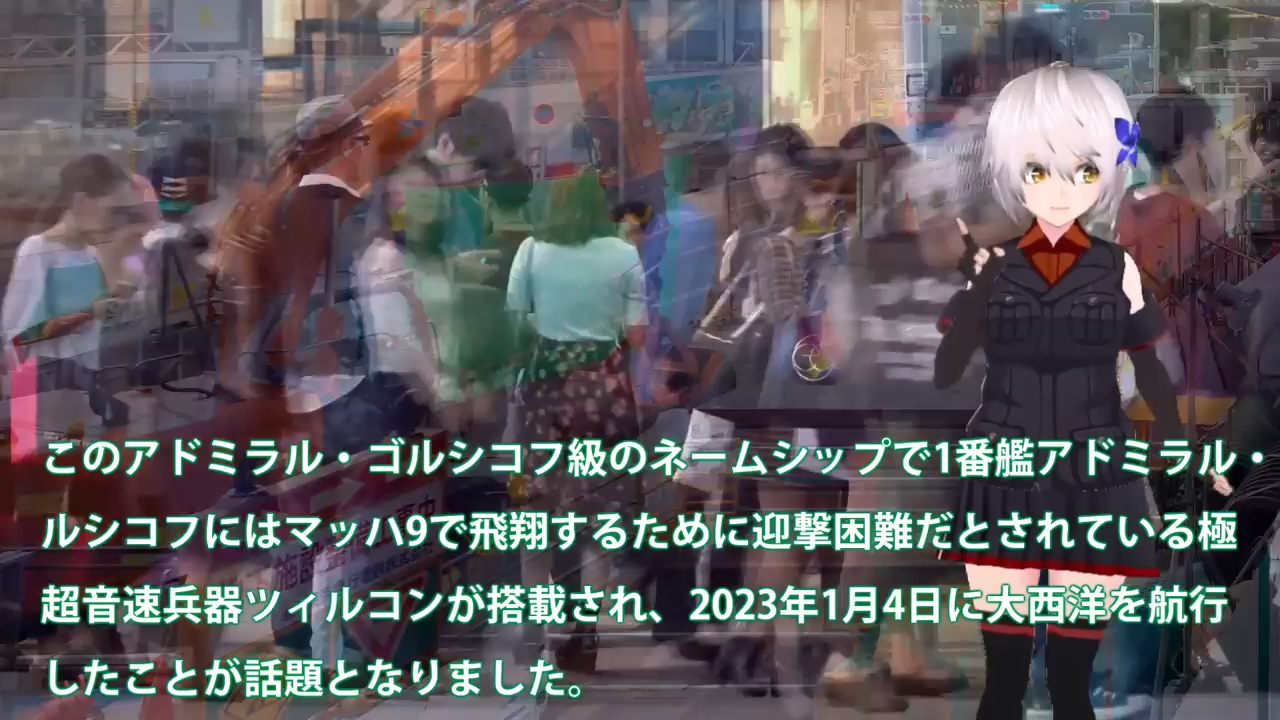 このアドミラル・ゴルシコフ級のネームシップで1番艦アドミラル・
ルシコフにはマッハ9で飛翔するために迎撃困難だとされている極
超音速兵器ツィルコンが搭載され、2023年1月4日に大西洋を航行
したことが話題となりました。